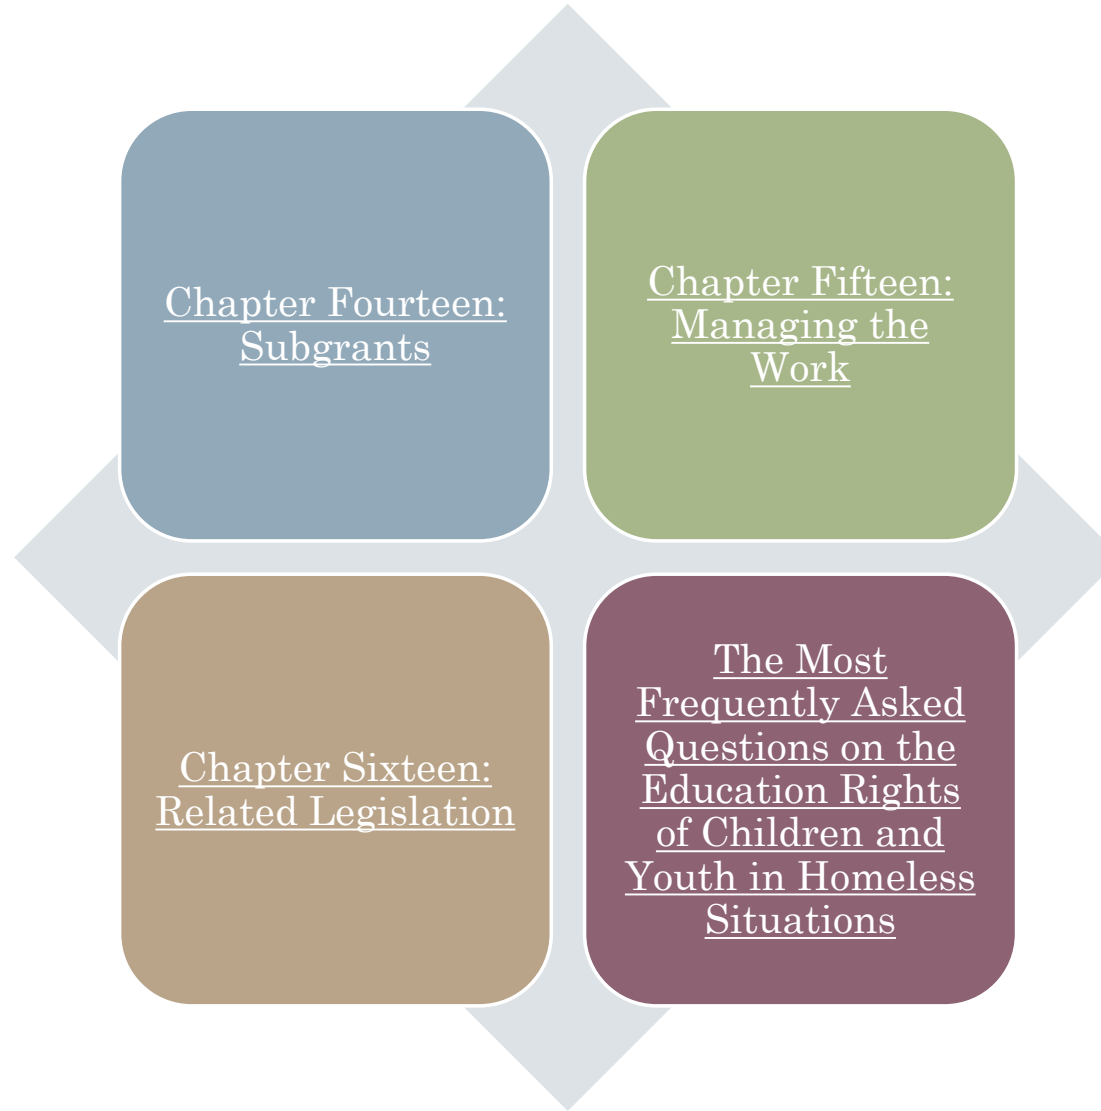 Chapter Fourteen:
Subgrants
Chapter Fifteen:
Managing the
Work
Chapter Sixteen:
Related Legislation
The Most
Frequently Asked
Questions on the
Education Rights
of Children and
Youth in Homeless
Situations